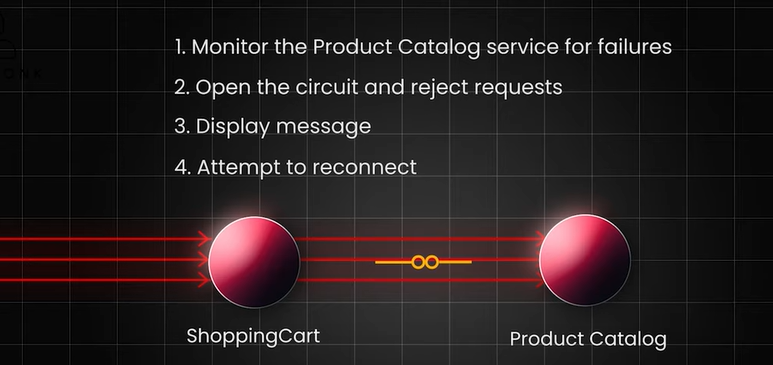 1. Monitor the Product Catalog service for failures
2. Open the circuit and reject requests
3. Display message
4. Attempt to reconnect
ShoppingCart
Product Catalog